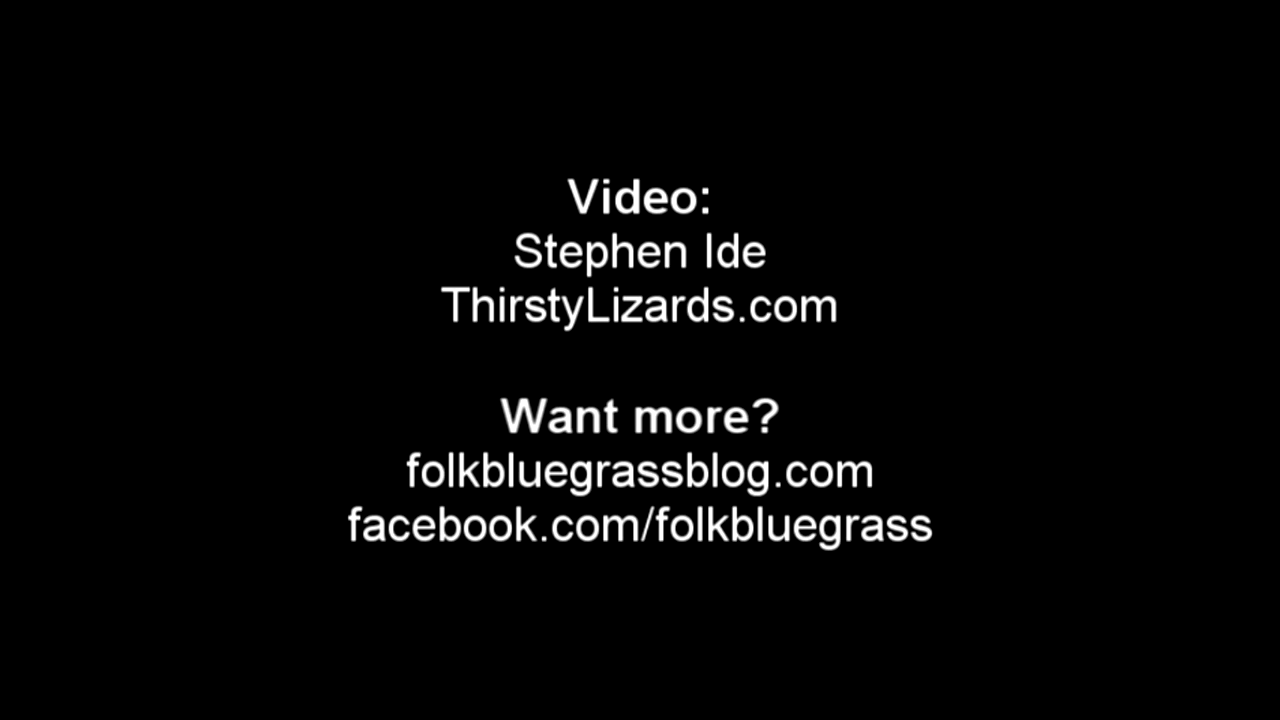 Video:
Stephen Ide
ThirstyLizards.com
Want more?
folkbluegrassblog.com
facebook.com/folkbluegrass